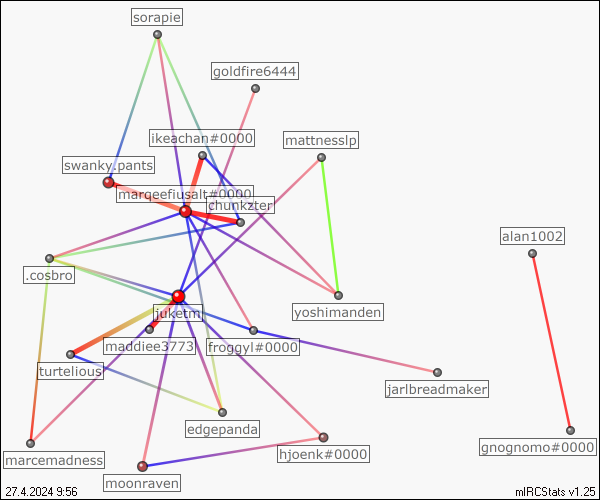 sorapie
goldfire6444
ikeachan#0000
mattnesslp
swanky.pants
marqeefiusalt#0000
chunkzter
alan1002
.cosbro
juketm
yoshimanden
maddiee3773
froggyl#0000
turtelious
jarlbreadmaker
edgepanda
gnognomo#0000
marcemadness
hjoenk#0000
moonraven
27.4.2024 9:56
mIRCStats v1.25